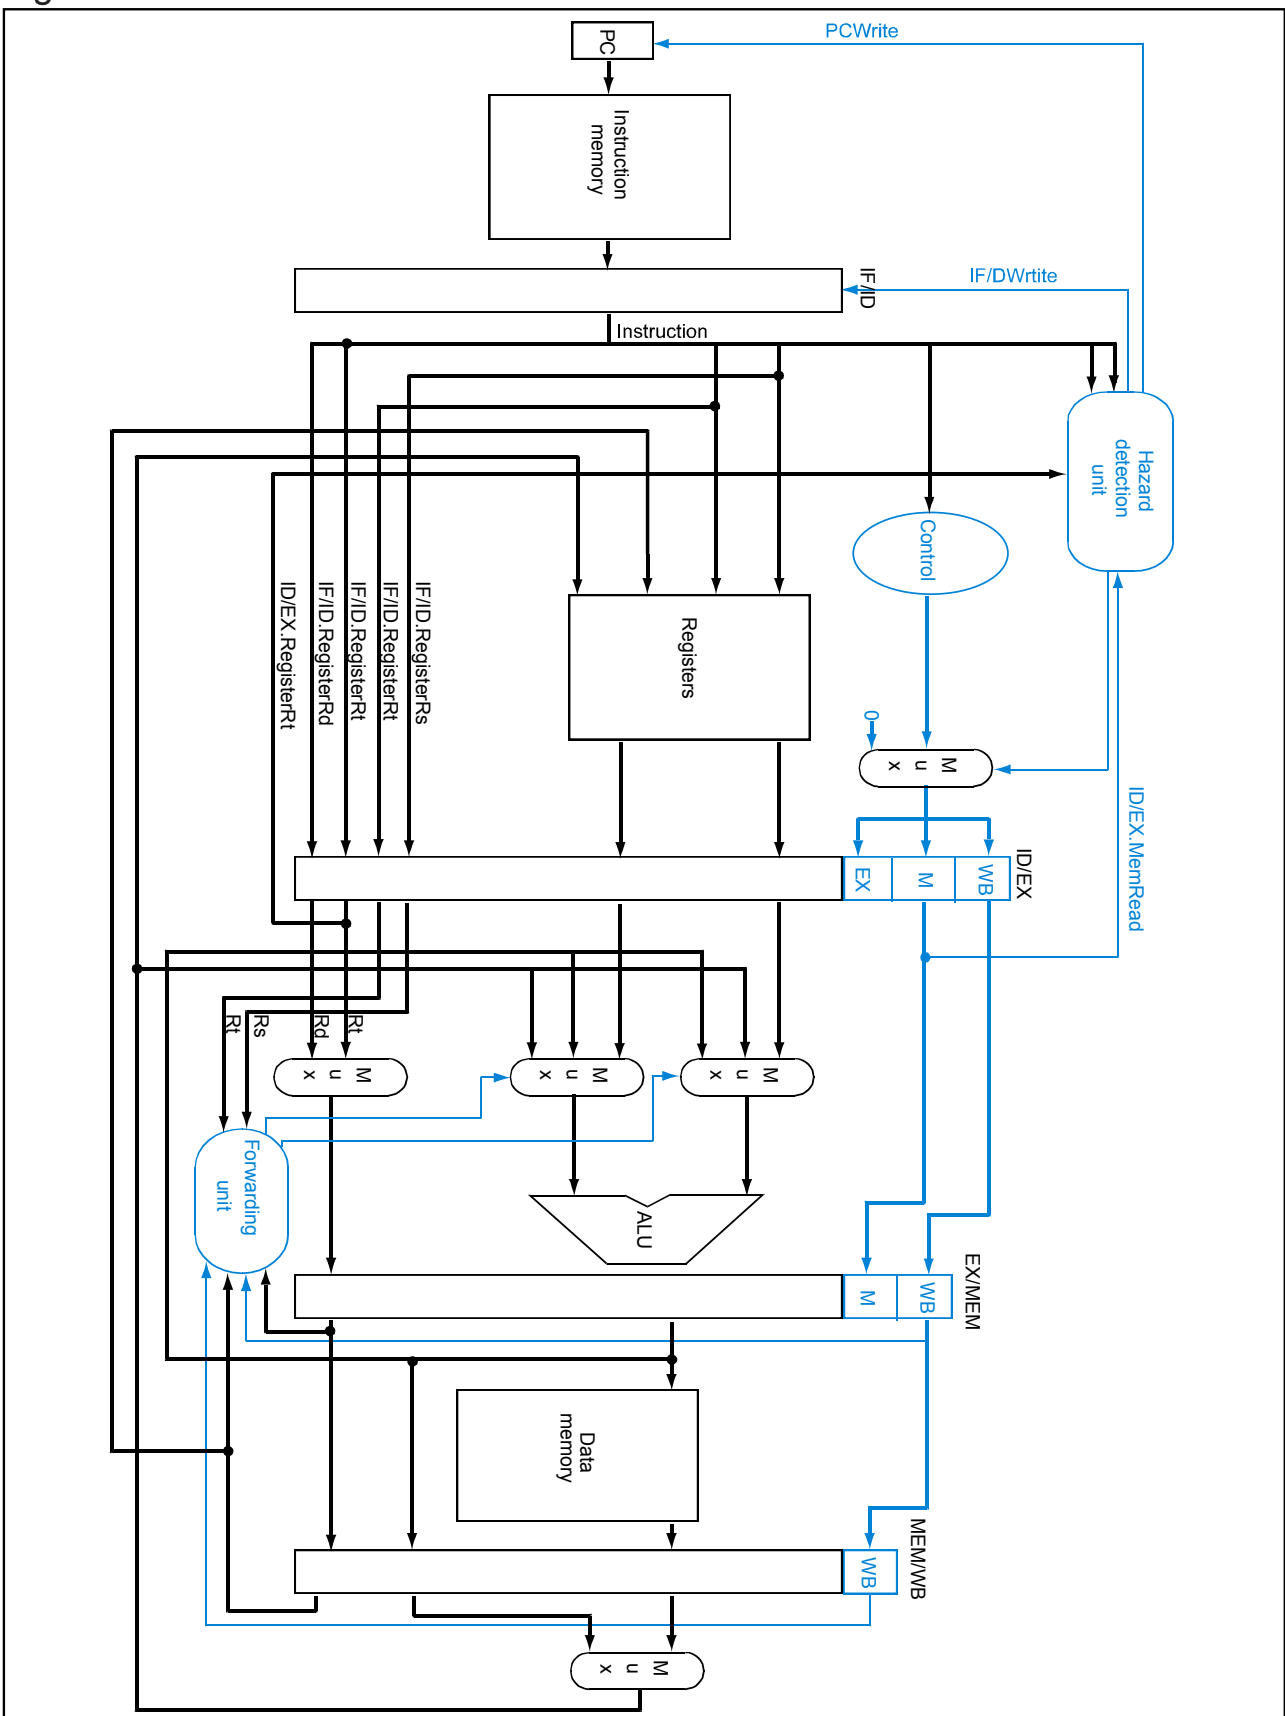 PCWrite
PC
Instruction
memory
IF/DWrtite
IF/ID
Instruction
Hazard
detection
unit
Control
Registers
IF/ID.RegisterRs
IF/ID.RegisterRt
IF/ID.RegisterRt
IF/ID.RegisterRd
ID/EX.RegisterRt
0
M
u
x
ID/EX.MemRead
ID/EX
WB
M
EX
Rt
Rd
Rs
Rt
M
u
x
M
u
x
M
u
x
Forwarding
unit
ALU
EX/MEM
WB
M
Data
memory
MEM/WB
WB
M
u
x